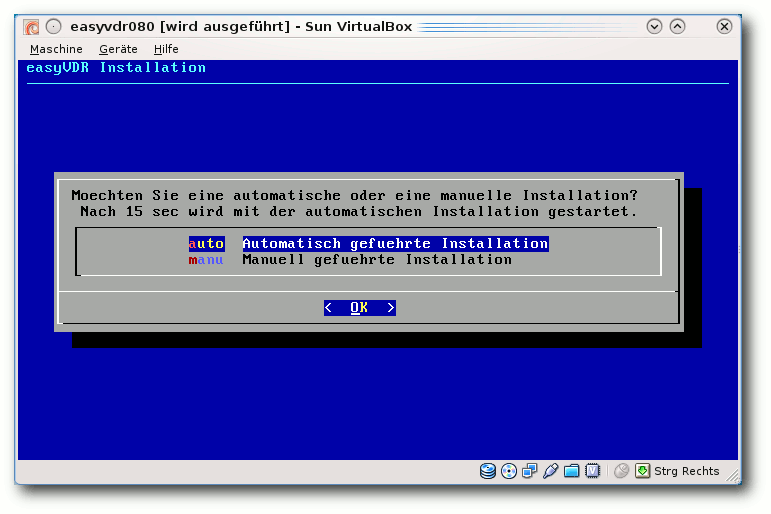 easyvdr080 [wird ausgeführt] - Sun VirtualBox
Maschine Geräte Hilfe
easyVDR Installation
Moechten Sie eine automatische oder eine manuelle Installation?
Nach 15 sec wird mit der automatischen Installation gestartet.
auto Automatisch gefuehrte Installation
manu Manuell gefuehrte Installation
< OK >
Strg Rechts